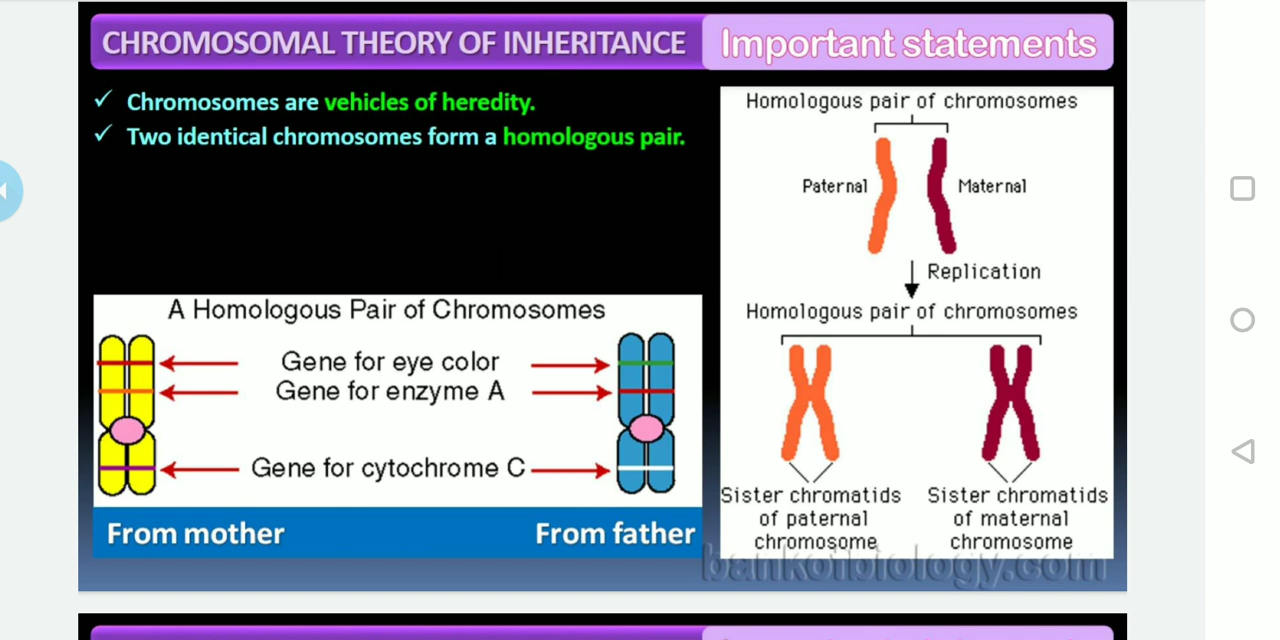 CHROMOSOMAL THEORY OF INHERITANCE
Important statements
✓ Chromosomes are vehicles of heredity.
✓ Two identical chromosomes form a homologous pair.
A Homologous Pair of Chromosomes
Gene for eye color
Gene for enzyme A
Gene for cytochrome C
From mother
From father
Homologous pair of chromosomes
Paternal
Maternal
Replication
Homologous pair of chromosomes
Sister chromatids
of paternal
chromosome
Sister chromatids
of maternal
chromosome
bankofbiology.com